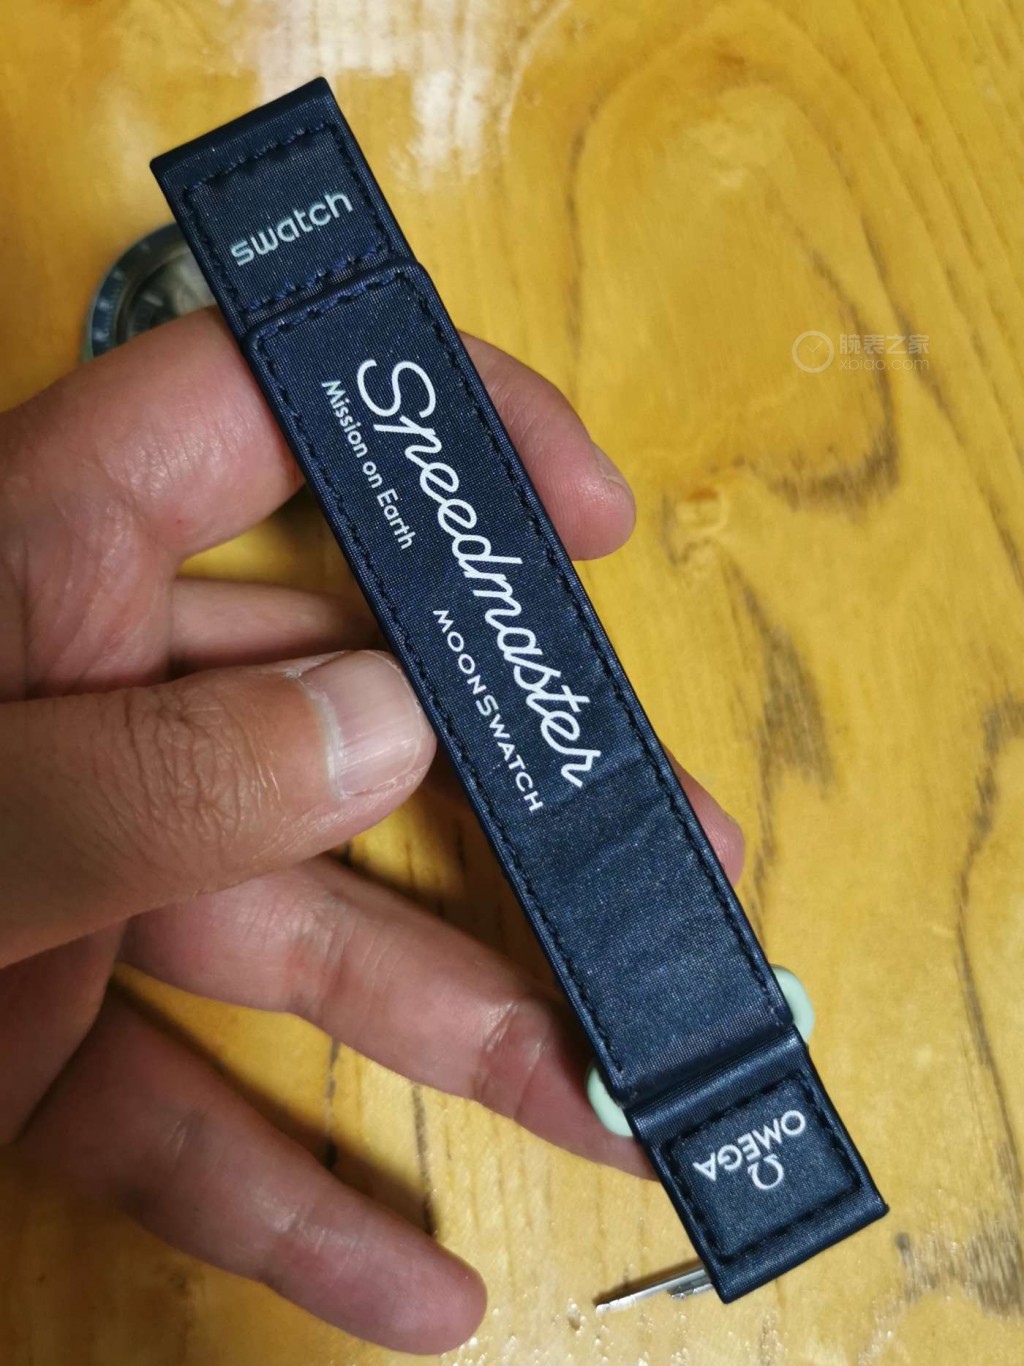 swatch
Speedmaster
Mission on Earth
MOONSWATCH
Ω
OMEGA
腕表之家
xbiao.com